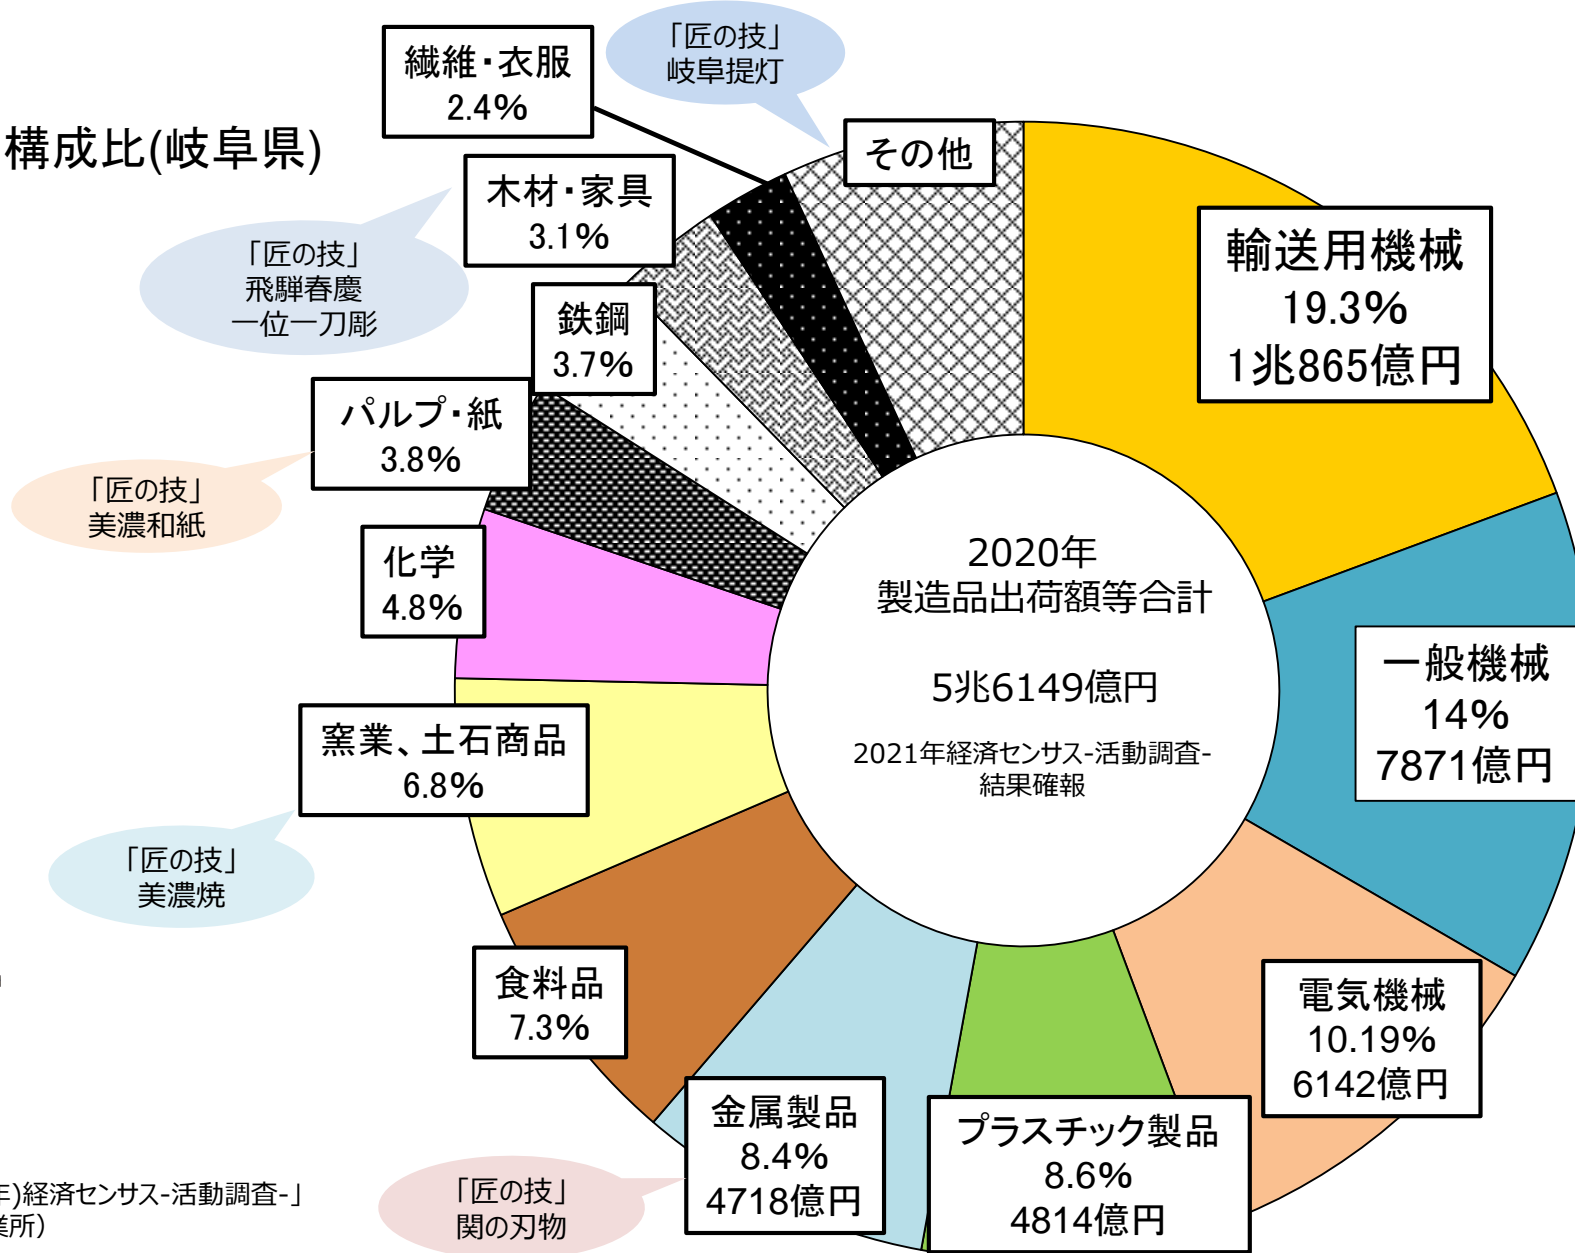 構成比(岐阜県)
繊維・衣服
2.4%
「匠の技」
岐阜提灯
その他
木材・家具
3.1%
「匠の技」
飛騨春慶
一位一刀彫
鉄鋼
3.7%
パルプ・紙
3.8%
「匠の技」
美濃和紙
化学
4.8%
窯業、土石商品
6.8%
「匠の技」
美濃焼
食料品
7.3%
金属製品
8.4%
4718億円
「匠の技」
関の刃物
プラスチック製品
8.6%
4814億円
電気機械
10.19%
6142億円
一般機械
14%
7871億円
輸送用機械
19.3%
1兆865億円
2020年
製造品出荷額等合計
5兆6149億円
2021年経済センサス-活動調査-
結果確報
年)経済センサス-活動調査-」
業所)